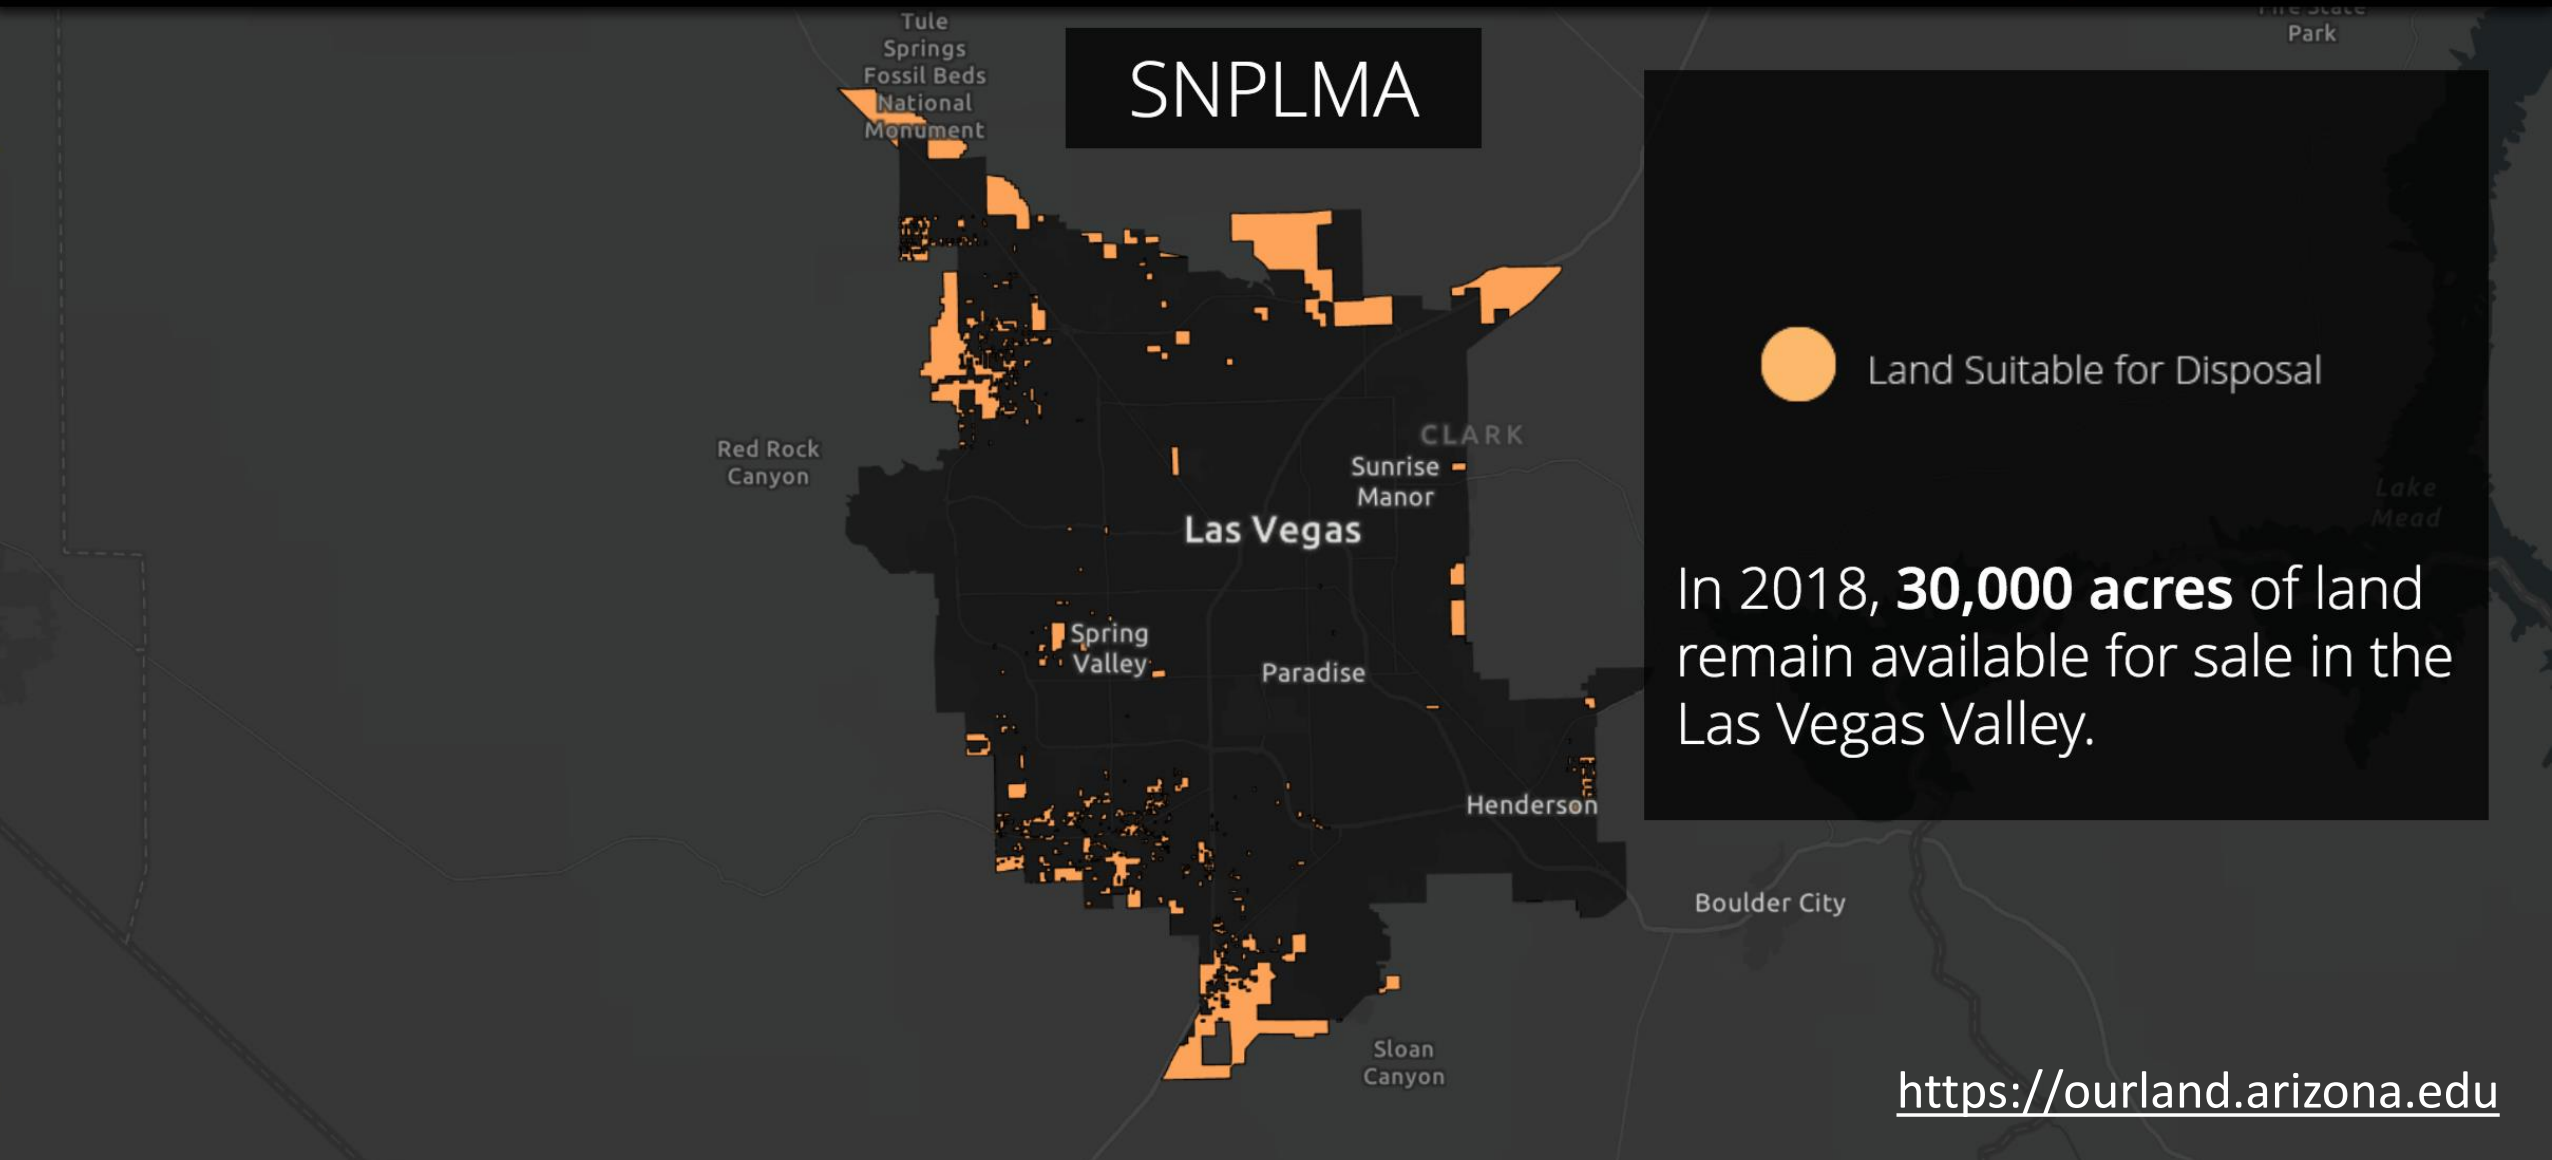 Tule
Springs
Fossil Beds
National
Monument
SNPLMA
Park
Land Suitable for Disposal
Red Rock
Canyon
CLARK
Sunrise
Manor
Lake
Mead
Las Vegas
In 2018, 30,000 acres of land
remain available for sale in the
Las Vegas Valley.
Spring
Valley
Paradise
Henderson
Boulder City
Sloan
Canyon
https://ourland.arizona.edu